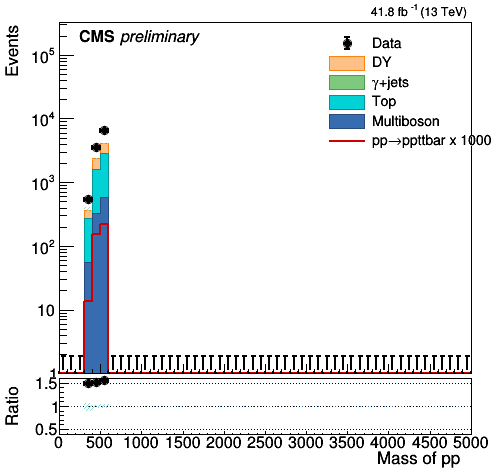 41.8 fb⁻¹ (13 TeV)
CMS preliminary
Events
10⁵
10⁴
10³
10²
10
1
Data
DY
γ+jets
Top
Multiboson
pp→ppttbar x 1000
Ratio
1.5
1
0.5
0 500 1000 1500 2000 2500 3000 3500 4000 4500 5000
Mass of pp